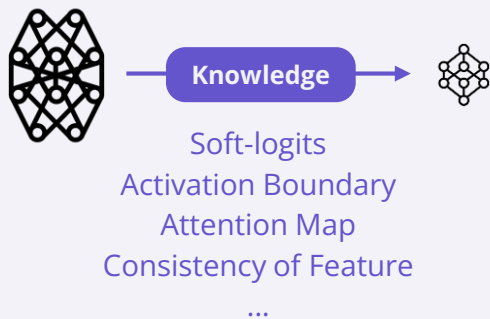 Knowledge
Soft-logits
Activation Boundary
Attention Map
Consistency of Feature
...